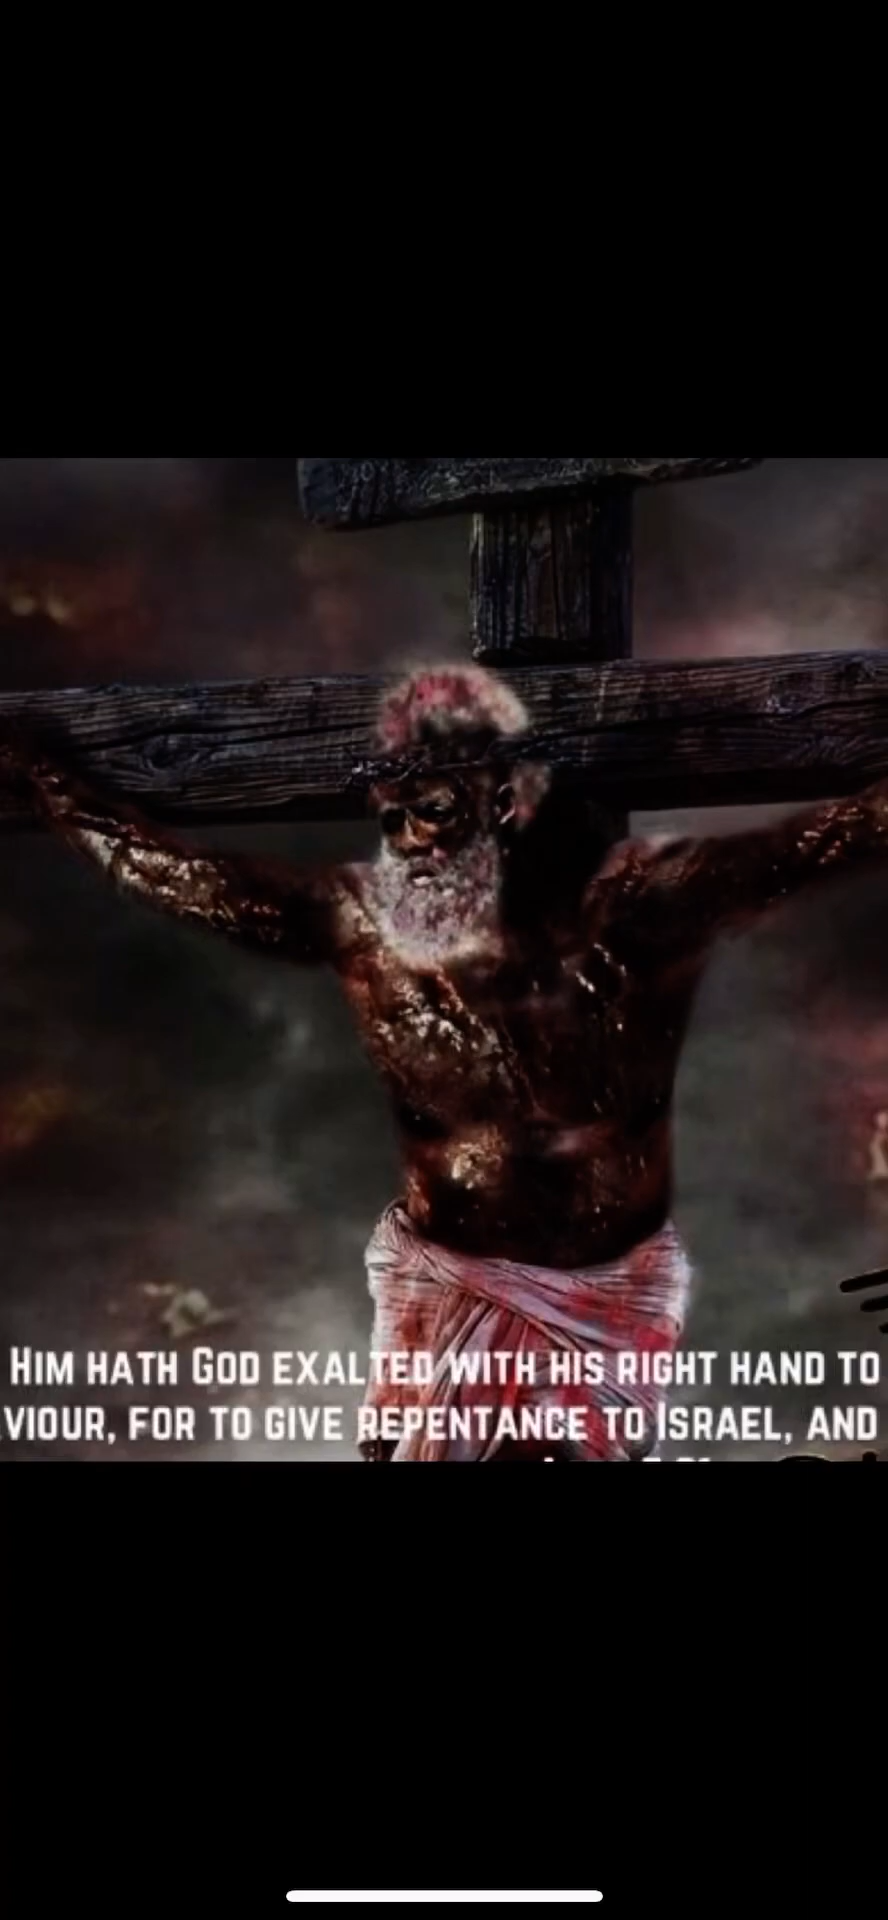 Him hath God exalted with his right hand to
viour, for to give repentance to Israel, and